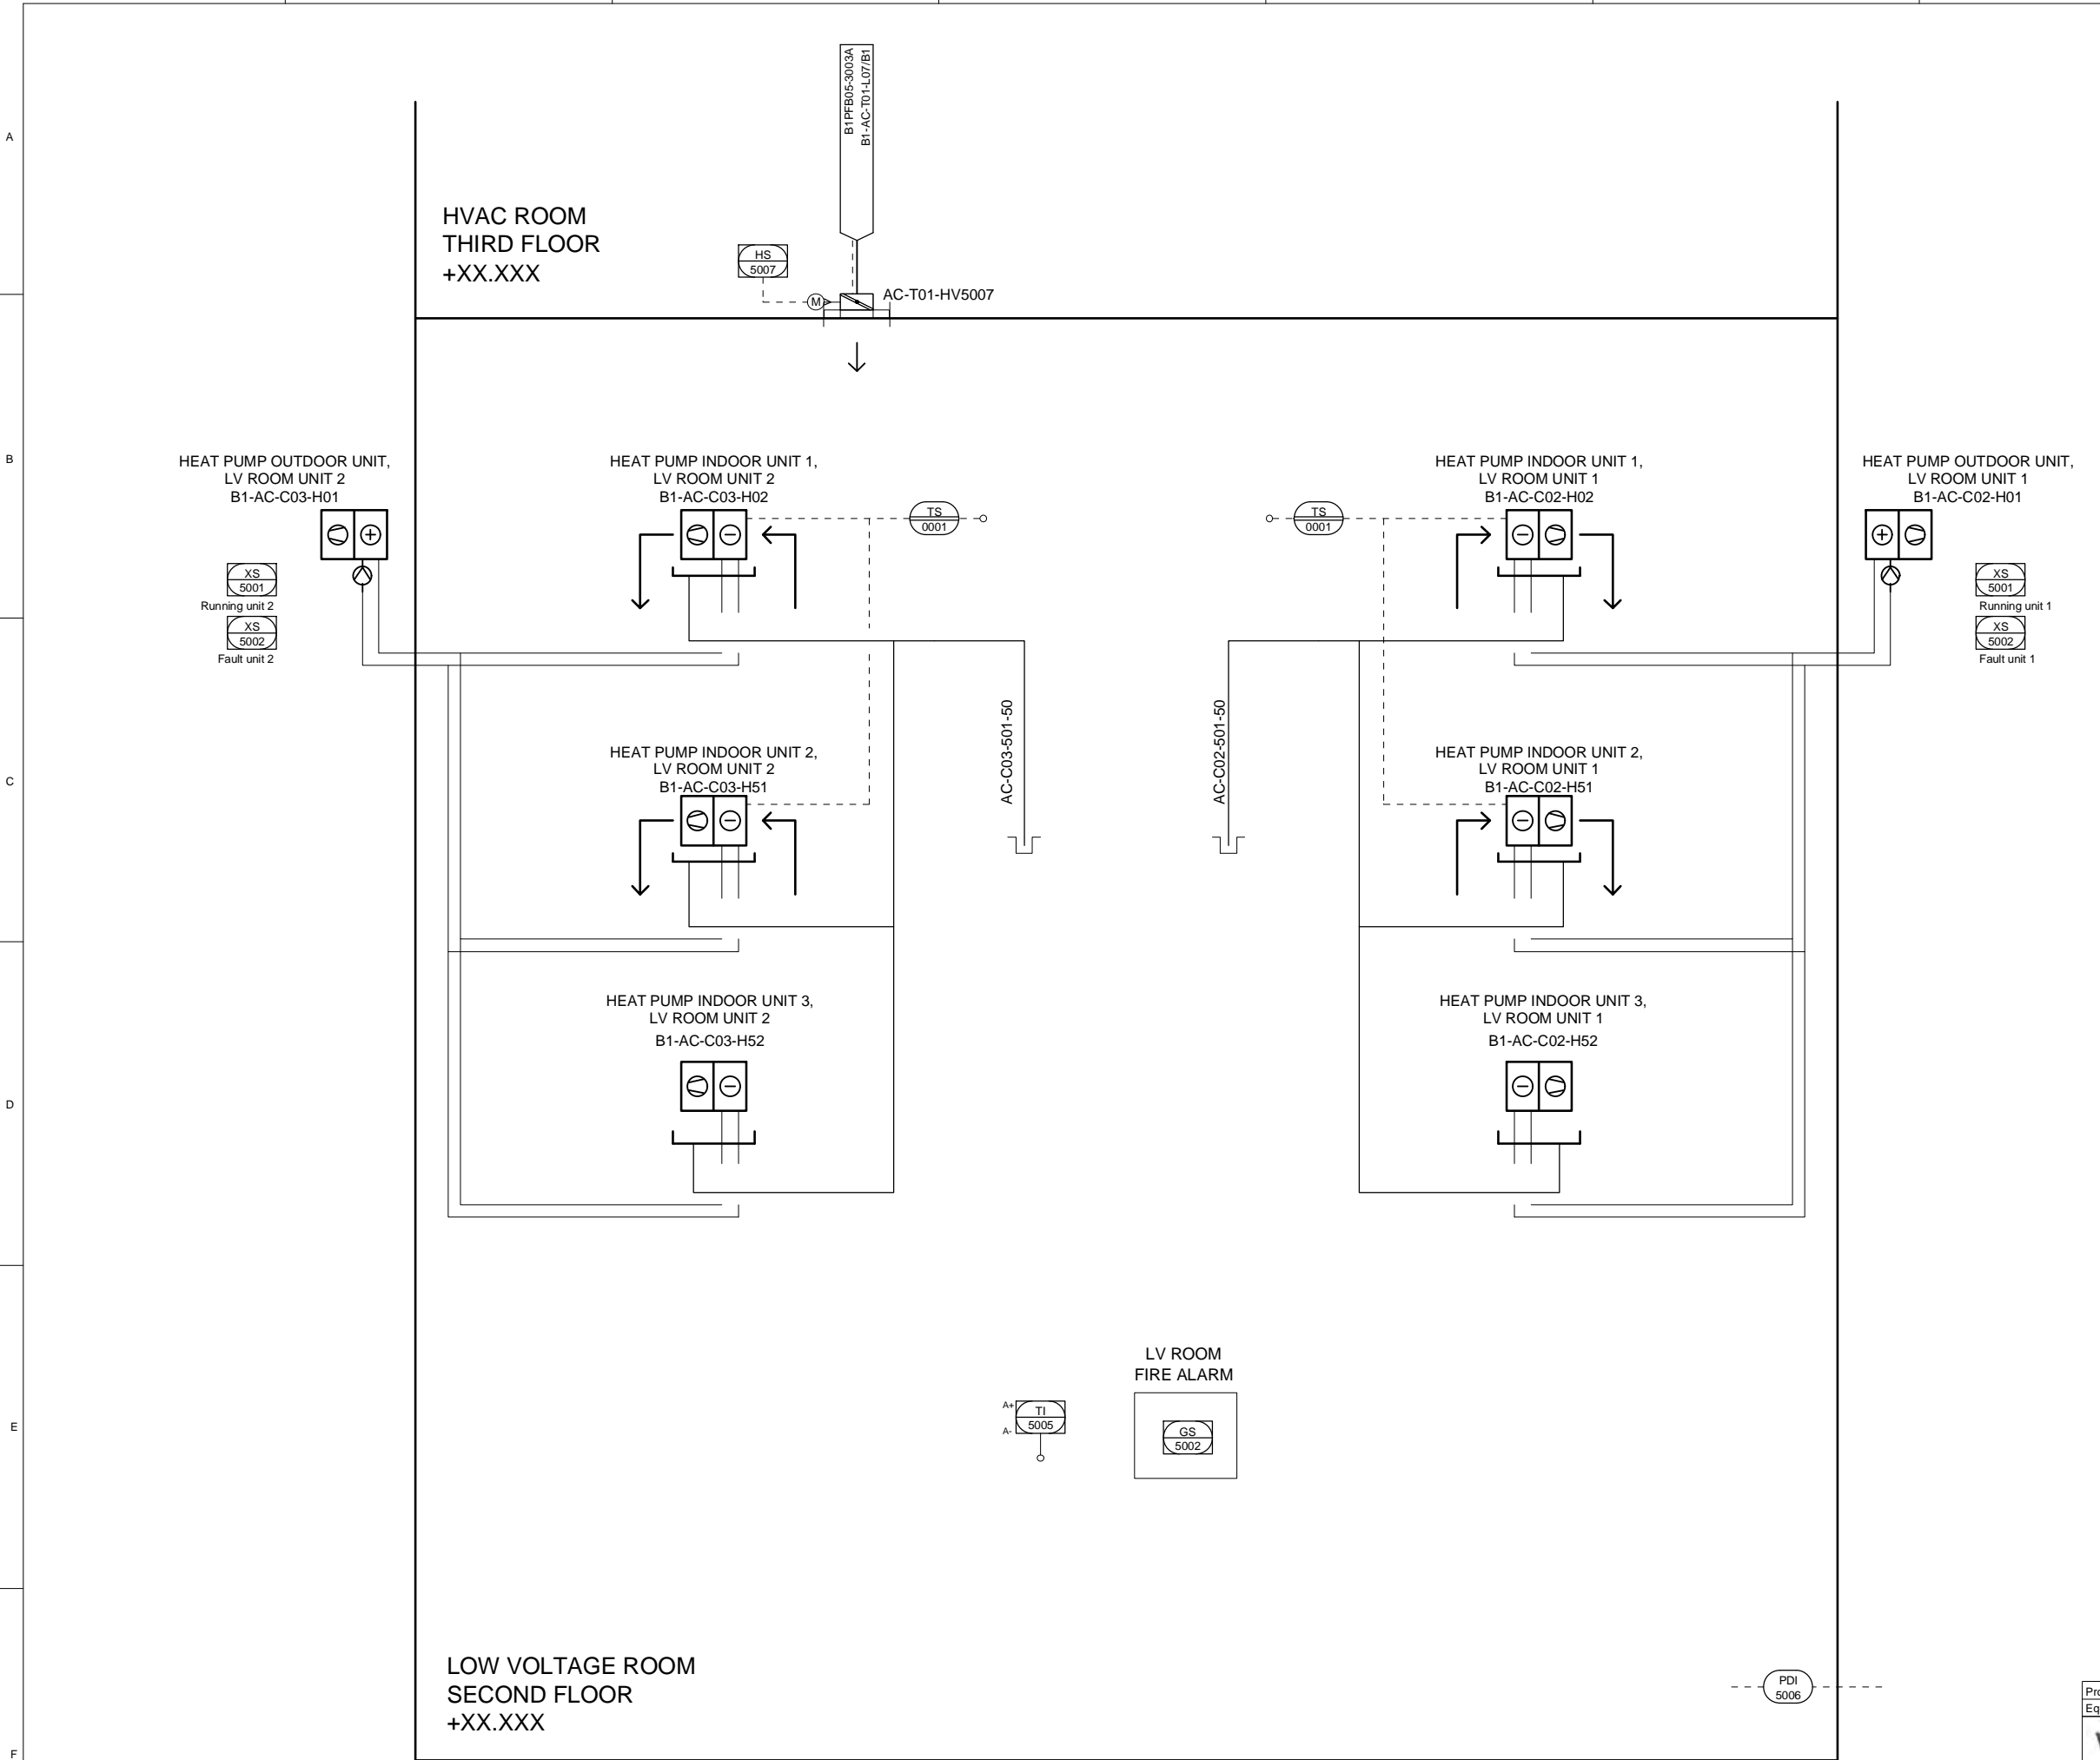 A
B1PFB05-3003A
B1-AC-T01-L07/B1
HVAC ROOM
THIRD FLOOR
+XX.XXX
HS
5007
M
AC-T01-HV5007
B
HEAT PUMP OUTDOOR UNIT,
LV ROOM UNIT 2
B1-AC-C03-H01
HEAT PUMP INDOOR UNIT 1,
LV ROOM UNIT 2
B1-AC-C03-H02
HEAT PUMP INDOOR UNIT 1,
LV ROOM UNIT 1
B1-AC-C02-H02
HEAT PUMP OUTDOOR UNIT,
LV ROOM UNIT 1
B1-AC-C02-H01
TS
0001
TS
0001
XS
5001
Running unit 2
XS
5002
Fault unit 2
XS
5001
Running unit 1
XS
5002
Fault unit 1
C
AC-C03-501-50
AC-C02-501-50
HEAT PUMP INDOOR UNIT 2,
LV ROOM UNIT 2
B1-AC-C03-H51
HEAT PUMP INDOOR UNIT 2,
LV ROOM UNIT 1
B1-AC-C02-H51
HEAT PUMP INDOOR UNIT 3,
LV ROOM UNIT 2
B1-AC-C03-H52
HEAT PUMP INDOOR UNIT 3,
LV ROOM UNIT 1
B1-AC-C02-H52
D
LV ROOM
FIRE ALARM
A+
A-
TI
5005
GS
5002
E
LOW VOLTAGE ROOM
SECOND FLOOR
+XX.XXX
PDI
5006
F